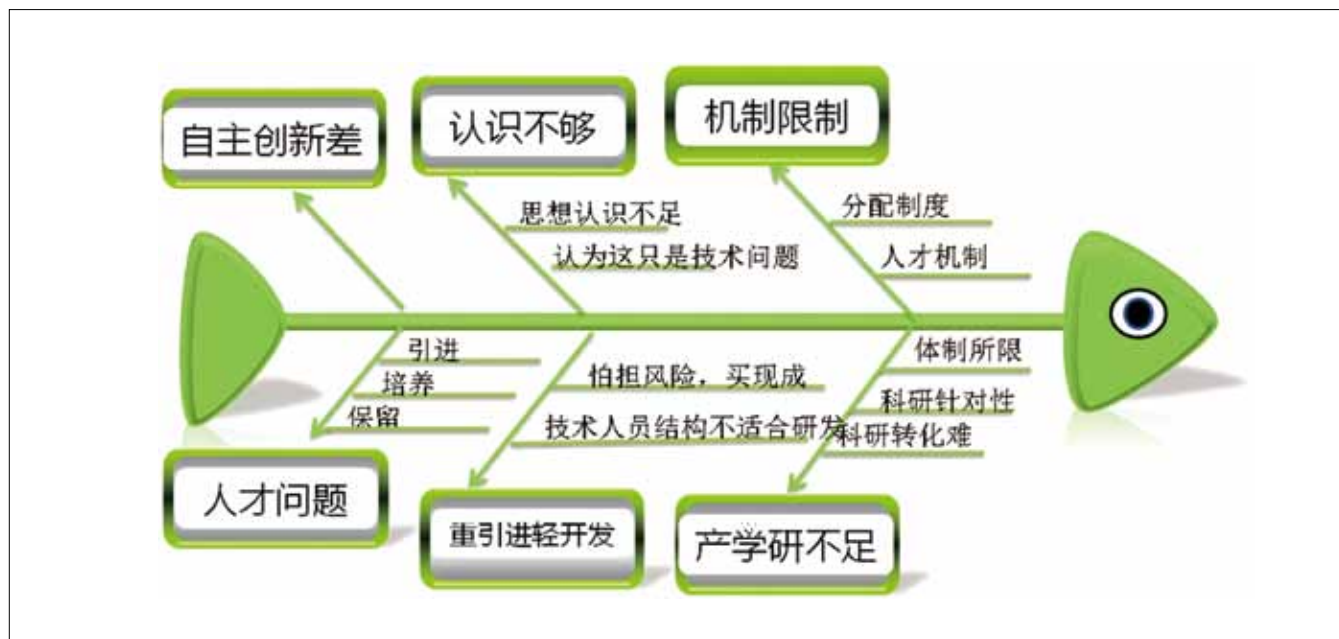 自主创新差
认识不够
机制限制
思想认识不足
认为这只是技术问题
分配制度
人才机制
引进
培养
保留
怕担风险，买现成
技术人员结构不适合研发
体制所限
科研针对性
科研转化难
人才问题
重引进轻开发
产学研不足